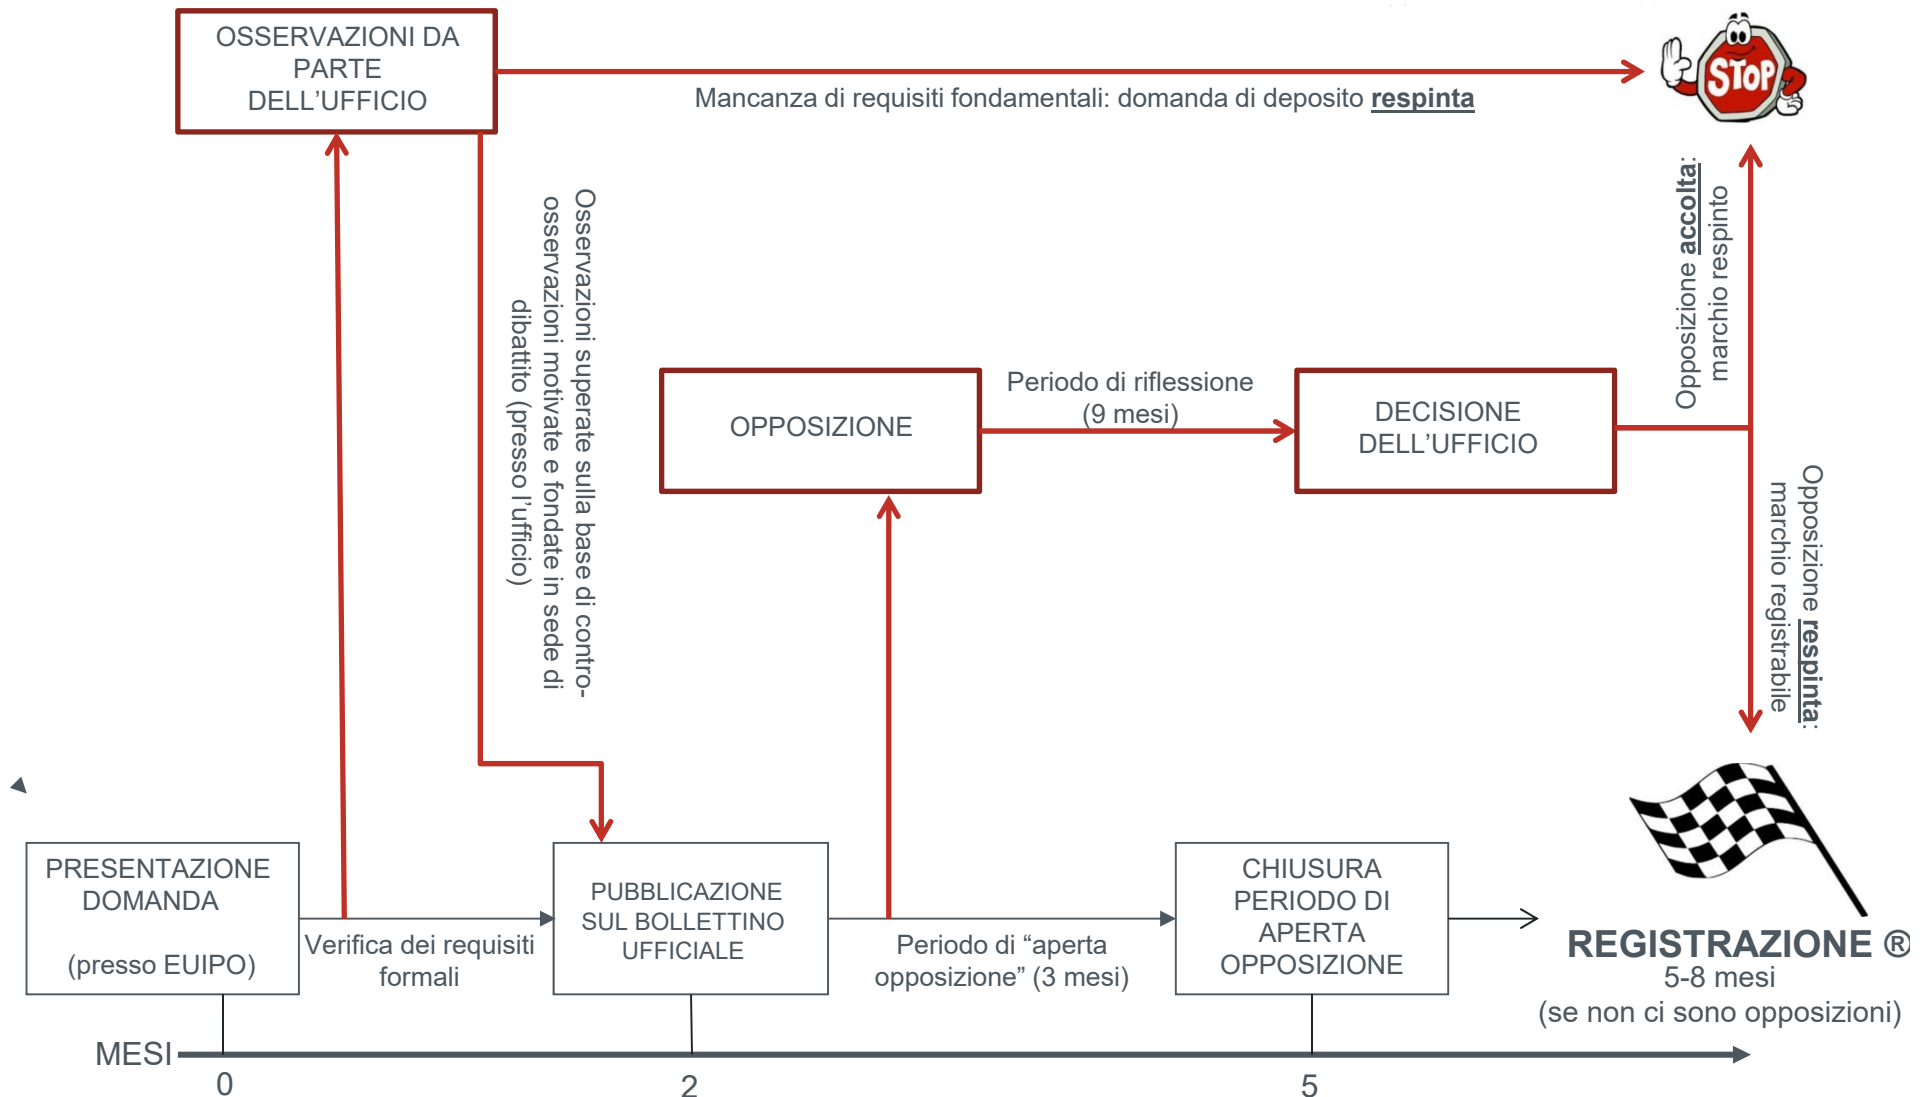 OSSERVAZIONI DA
PARTE
DELL’UFFICIO
STOP
Mancanza di requisiti fondamentali: domanda di deposito respinta
Osservazioni superate sulla base di contro-
osservazioni motivate e fondate in sede di
dibattito (presso l’ufficio)
Opposizione accolta:
marchio respinto
OPPOSIZIONE
Periodo di riflessione
(9 mesi)
DECISIONE
DELL’UFFICIO
Opposizione respinta:
marchio registrabile
PRESENTAZIONE
DOMANDA
(presso EUIPO)
Verifica dei requisiti
formali
PUBBLICAZIONE
SUL BOLLETTINO
UFFICIALE
Periodo di “aperta
opposizione” (3 mesi)
CHIUSURA
PERIODO DI
APERTA
OPPOSIZIONE
REGISTRAZIONE ®
5-8 mesi
(se non ci sono opposizioni)
MESI
0
2
5